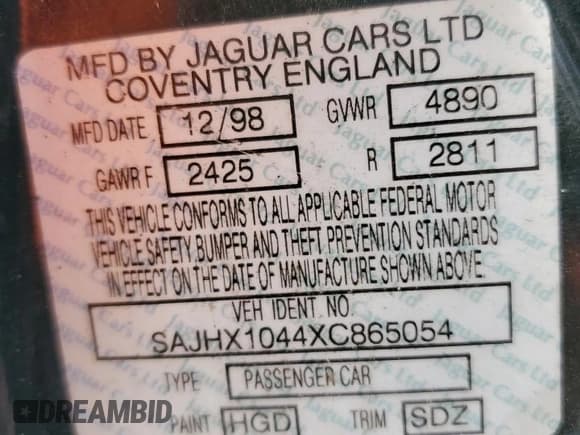 MFD BY JAGUAR CARS LTD
COVENTRY ENGLAND
MFD DATE 12/98 GVWR 4890
GAWR F 2425 R 2811
THIS VEHICLE CONFORMS TO ALL APPLICABLE FEDERAL MOTOR
VEHICLE SAFETY BUMPER AND THEFT PREVENTION STANDARDS
IN EFFECT ON THE DATE OF MANUFACTURE SHOWN ABOVE.
VEH IDENT. NO.
SAJHX1044XC865054
TYPE PASSENGER CAR
PAINT HGD TRIM SDZ
DREAMBID